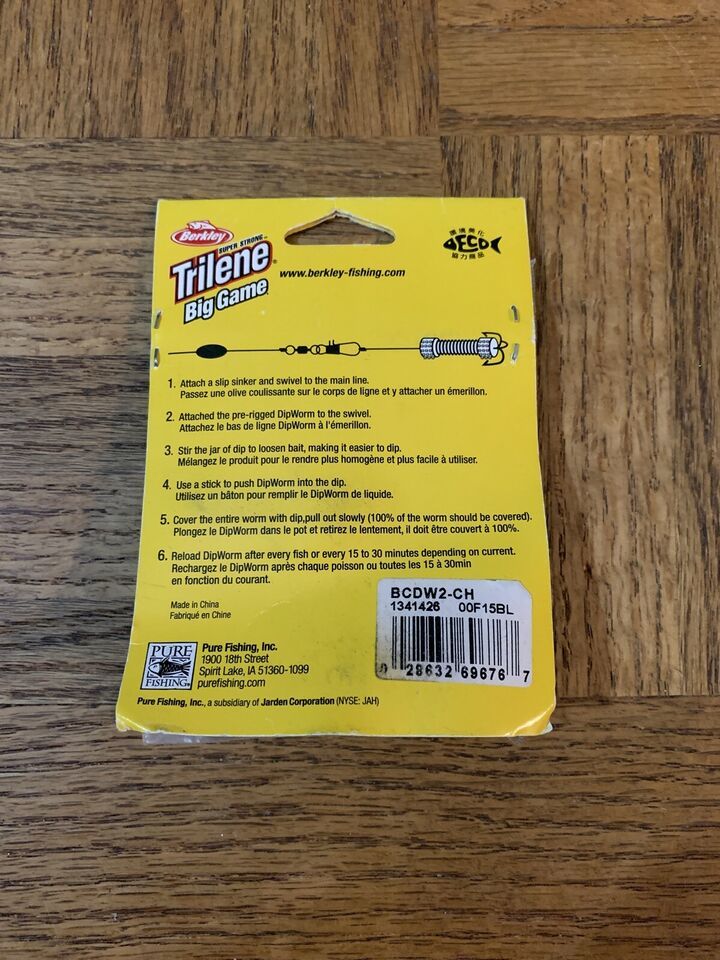 Berkley
SUPER STRONG
Trilene
Big Game
www.berkley-fishing.com
環境美化
ECO
協力商品
1. Attach a slip sinker and swivel to the main line.
Passez une olive coulissante sur le corps de ligne et y attacher un émerillon.
2. Attached the pre-rigged DipWorm to the swivel.
Attachez le bas de ligne DipWorm à l'émerillon.
3. Stir the jar of dip to loosen bait, making it easier to dip.
Mélangez le produit pour le rendre plus homogène et plus facile à utiliser.
4. Use a stick to push DipWorm into the dip.
Utilisez un bâton pour remplir le DipWorm de liquide.
5. Cover the entire worm with dip,pull out slowly (100% of the worm should be covered).
Plongez le DipWorm dans le pot et retirez le lentement, il doit être couvert à 100%.
6. Reload DipWorm after every fish or every 15 to 30 minutes depending on current.
Rechargez le DipWorm après chaque poisson ou toutes les 15 à 30min
en fonction du courant.
Made in China
Fabriqué en Chine
BCDW2-CH
1341426 00F15BL
0 28632 69676 7
PURE
FISHING
Pure Fishing, Inc.
1900 18th Street
Spirit Lake, IA 51360-1099
purefishing.com
Pure Fishing, Inc., a subsidiary of Jarden Corporation (NYSE: JAH)